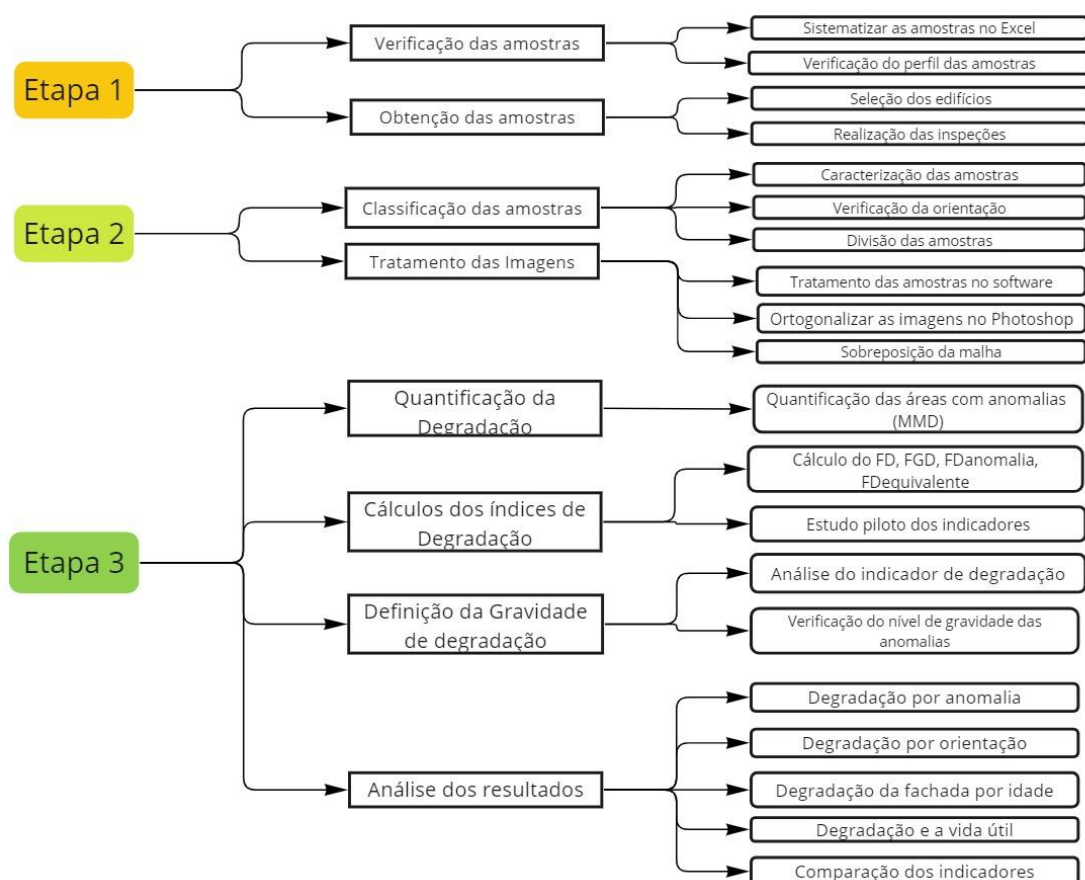 Etapa 1
Verificação das amostras
Sistematizar as amostras no Excel
Verificação do perfil das amostras
Obtenção das amostras
Seleção dos edifícios
Realização das inspeções
Etapa 2
Classificação das amostras
Caracterização das amostras
Verificação da orientação
Divisão das amostras
Tratamento das Imagens
Tratamento das amostras no software
Ortogonalizar as imagens no Photoshop
Sobreposição da malha
Etapa 3
Quantificação da
Degradação
Quantificação das áreas com anomalias
(MMD)
Cálculos dos índices de
Degradação
Cálculo do FD, FGD, FDanomalia,
FDequivalente
Estudo piloto dos indicadores
Definição da Gravidade
de degradação
Análise do indicador de degradação
Verificação do nível de gravidade das
anomalias
Análise dos resultados
Degradação por anomalia
Degradação por orientação
Degradação da fachada por idade
Degradação e a vida útil
Comparação dos indicadores